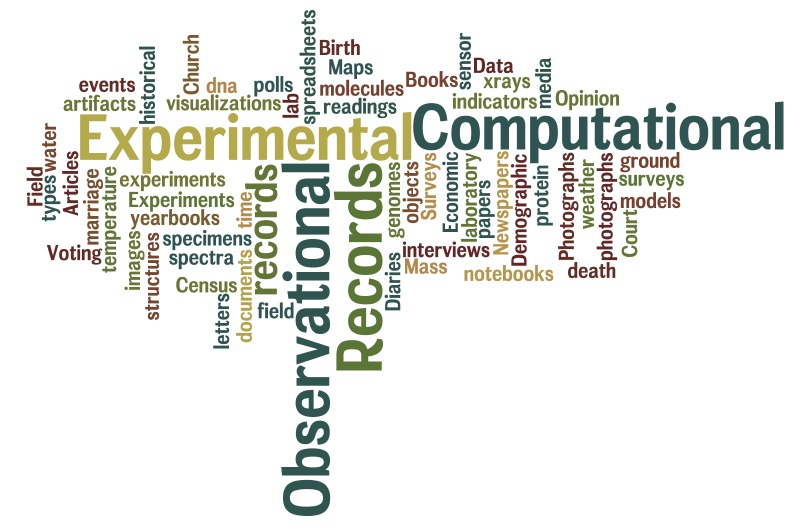 spreadsheets
Birth
sensor
Church
historical
Maps
Data
media
events
dna
polls
molecules
Books
xrays
artifacts
visualizations
lab
readings
indicators
Opinion
Experimental
Computational
water
Field
types
Articles
marriage
temperature
experiments
Experiments
yearbooks
time
records
Observational
Records
genomes
objects
Surveys
Economic
laboratory
papers
Newspapers
Demographic
protein
Photographs
weather
photographs
ground
surveys
models
Court
Voting
images
structures
specimens
spectra
documents
Census
letters
field
Diaries
interviews
Mass
notebooks
death